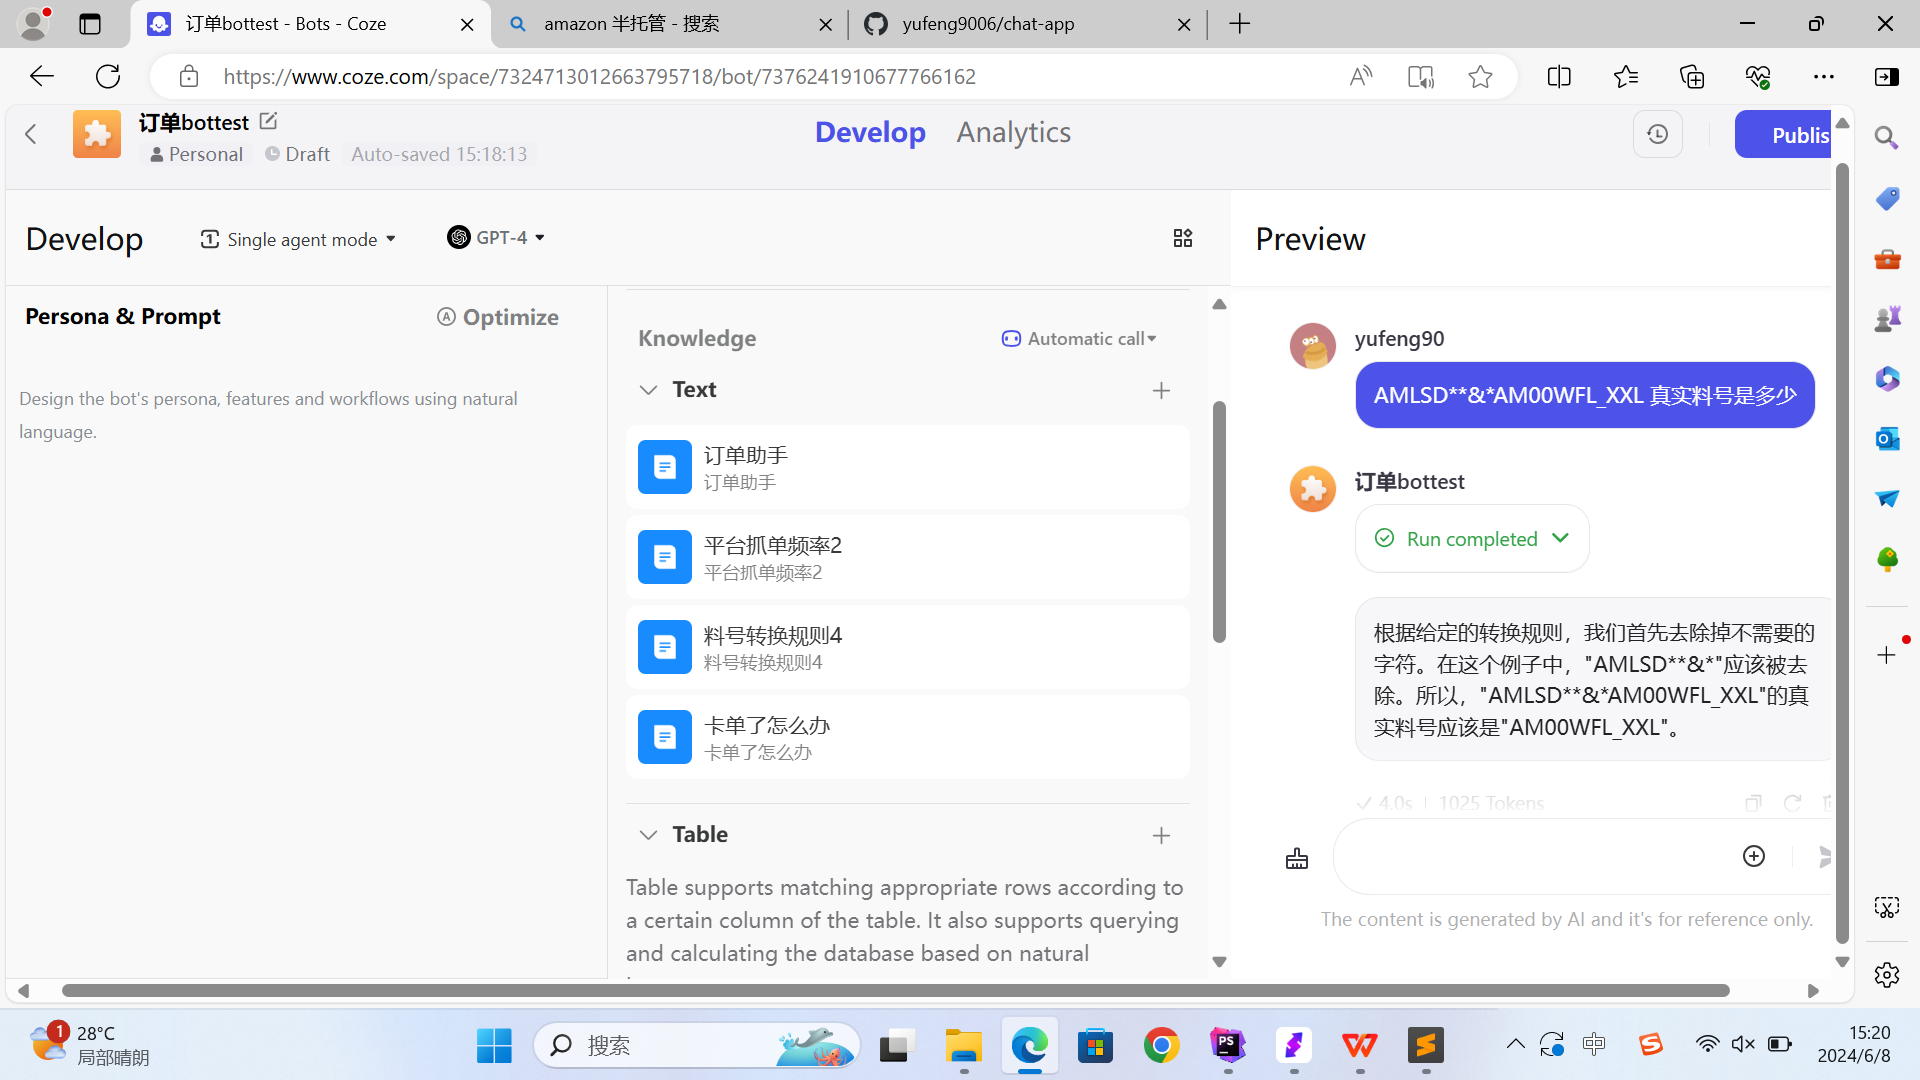 订单bottest - Bots - Coze
amazon 半托管 - 搜索
yufeng9006/chat-app
https://www.coze.com/space/7324713012663795718/bot/7376241910677766162
订单bottest
Personal
Draft
Auto-saved 15:18:13
Develop
Analytics
Publis
Develop
Single agent mode
GPT-4
Preview
Persona & Prompt
Optimize
Design the bot's persona, features and workflows using natural
language.
Knowledge
Automatic call
Text
订单助手
订单助手
平台抓单频率2
平台抓单频率2
料号转换规则4
料号转换规则4
卡单了怎么办
卡单了怎么办
Table
Table supports matching appropriate rows according to
a certain column of the table. It also supports querying
and calculating the database based on natural
yufeng90
AMLSD**&*AM00WFL_XXL 真实料号是多少
订单bottest
Run completed
根据给定的转换规则，我们首先去除掉不需要的
字符。在这个例子中，"AMLSD**&*"应该被去
除。所以，"AMLSD**&*AM00WFL_XXL"的真
实料号应该是"AM00WFL_XXL"。
4.0s
1025 Tokens
The content is generated by AI and it's for reference only.
1
28°C
局部晴朗
搜索
PS
中
15:20
2024/6/8